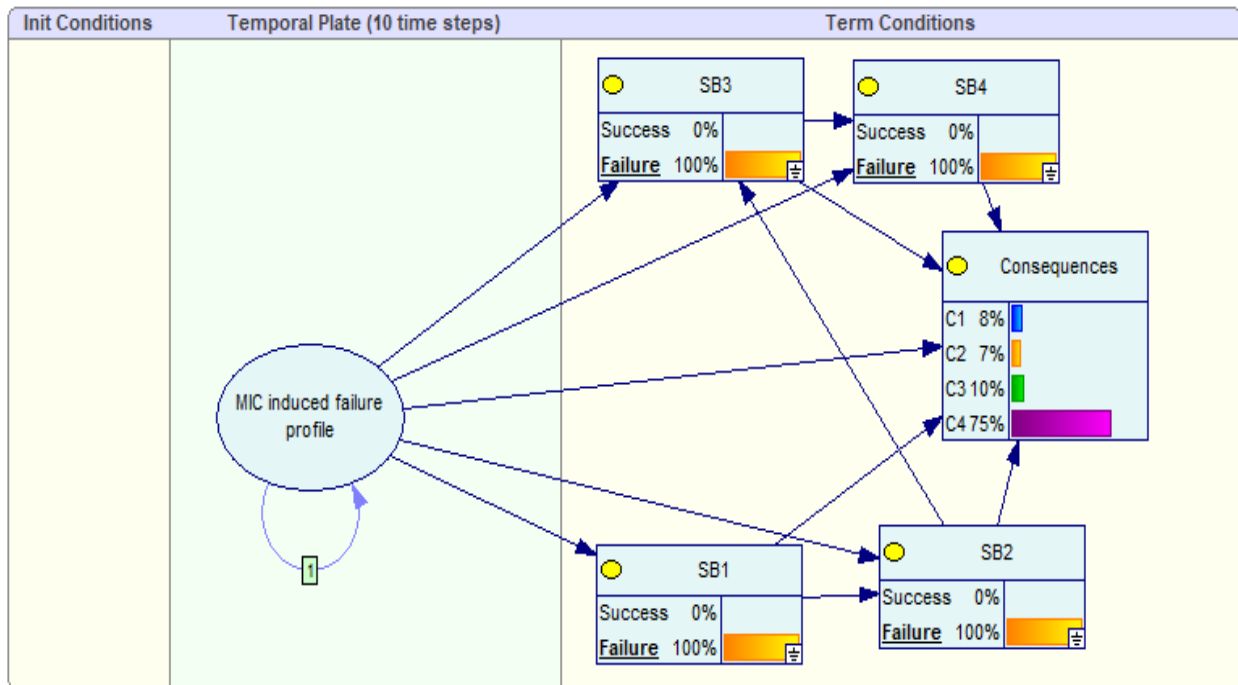 Init Conditions
Temporal Plate (10 time steps)
Term Conditions
SB3
Success 0%
Failure 100%
SB4
Success 0%
Failure 100%
Consequences
C1 8%
C2 7%
C3 10%
C4 75%
MIC induced failure
profile
1
SB1
Success 0%
Failure 100%
SB2
Success 0%
Failure 100%